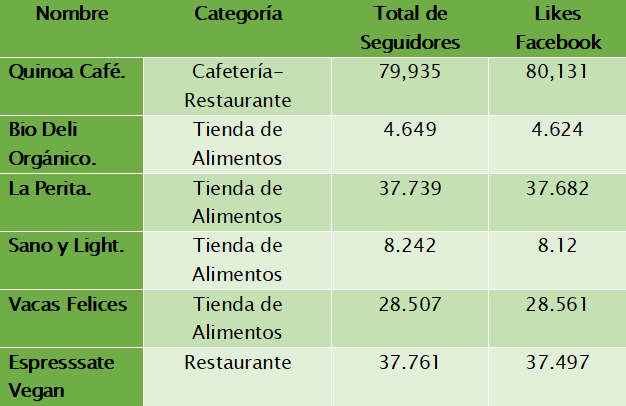 Nombre Categoría Total de Likes
Seguidores Facebook
Quinoa Café. Cafetería- 79,935 80,131
Restaurante
Bio Deli Tienda de 4.649 4.624
Orgánico. Alimentos
La Perita. Tienda de 37.739 37.682
Alimentos
Sano y Light. Tienda de 8.242 8.12
Alimentos
Vacas Felices Tienda de 28.507 28.561
Alimentos
Espresssate Restaurante 37.761 37.497
Vegan